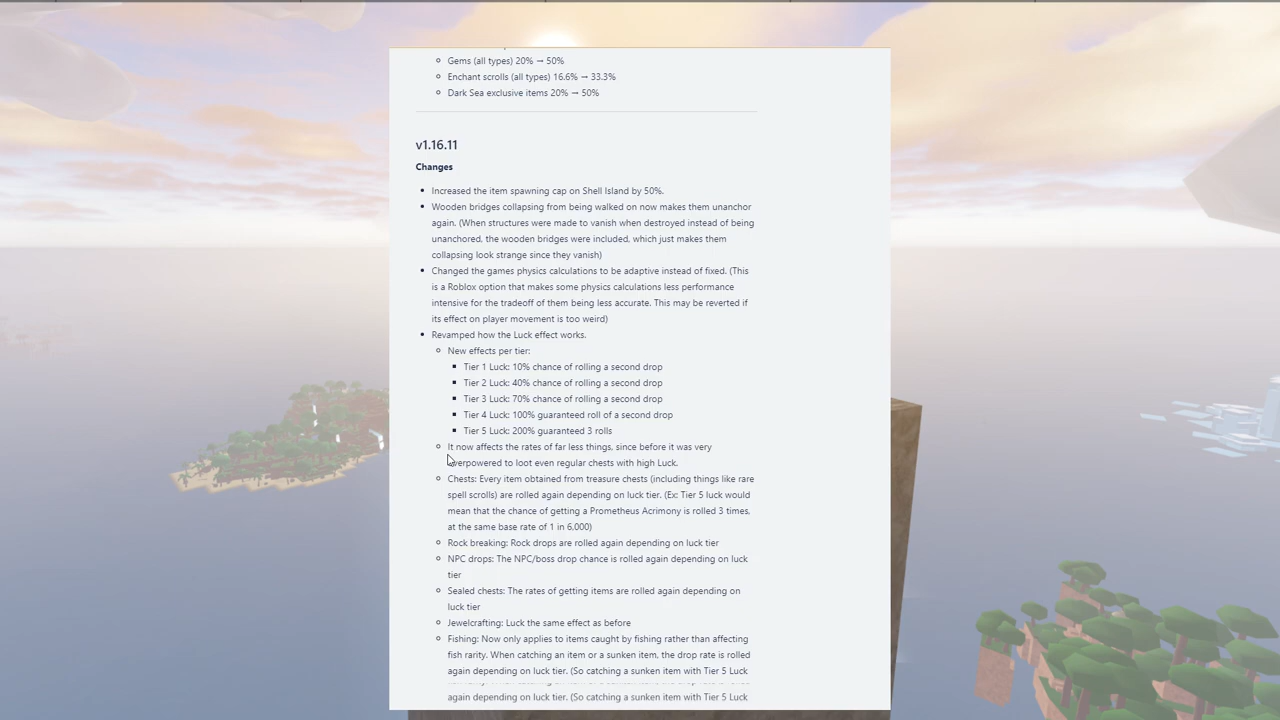 Gems (all types) 20% → 50%
Enchant scrolls (all types) 16.6% → 33.3%
Dark Sea exclusive items 20% → 50%
v1.16.11
Changes
Increased the item spawning cap on Shell Island by 50%.
Wooden bridges collapsing from being walked on now makes them unanchor
again. (When structures were made to vanish when destroyed instead of being
unanchored, the wooden bridges were included, which just makes them
collapsing look strange since they vanish)
Changed the games physics calculations to be adaptive instead of fixed. (This
is a Roblox option that makes some physics calculations less performance
intensive for the tradeoff of them being less accurate. This may be reverted if
its effect on player movement is too weird)
Revamped how the Luck effect works.
New effects per tier:
Tier 1 Luck: 10% chance of rolling a second drop
Tier 2 Luck: 40% chance of rolling a second drop
Tier 3 Luck: 70% chance of rolling a second drop
Tier 4 Luck: 100% guaranteed roll of a second drop
Tier 5 Luck: 200% guaranteed 3 rolls
It now affects the rates of far less things, since before it was very
overpowered to loot even regular chests with high Luck.
Chests: Every item obtained from treasure chests (including things like rare
spell scrolls) are rolled again depending on luck tier. (Ex: Tier 5 luck would
mean that the chance of getting a Prometheus Acrimony is rolled 3 times,
at the same base rate of 1 in 6,000)
Rock breaking: Rock drops are rolled again depending on luck tier
NPC drops: The NPC/boss drop chance is rolled again depending on luck
tier
Sealed chests: The rates of getting items are rolled again depending on
luck tier
Jewelcrafting: Luck the same effect as before
Fishing: Now only applies to items caught by fishing rather than affecting
fish rarity. When catching an item or a sunken item, the drop rate is rolled
again depending on luck tier. (So catching a sunken item with Tier 5 Luck
again depending on luck tier. (So catching a sunken item with Tier 5 Luck